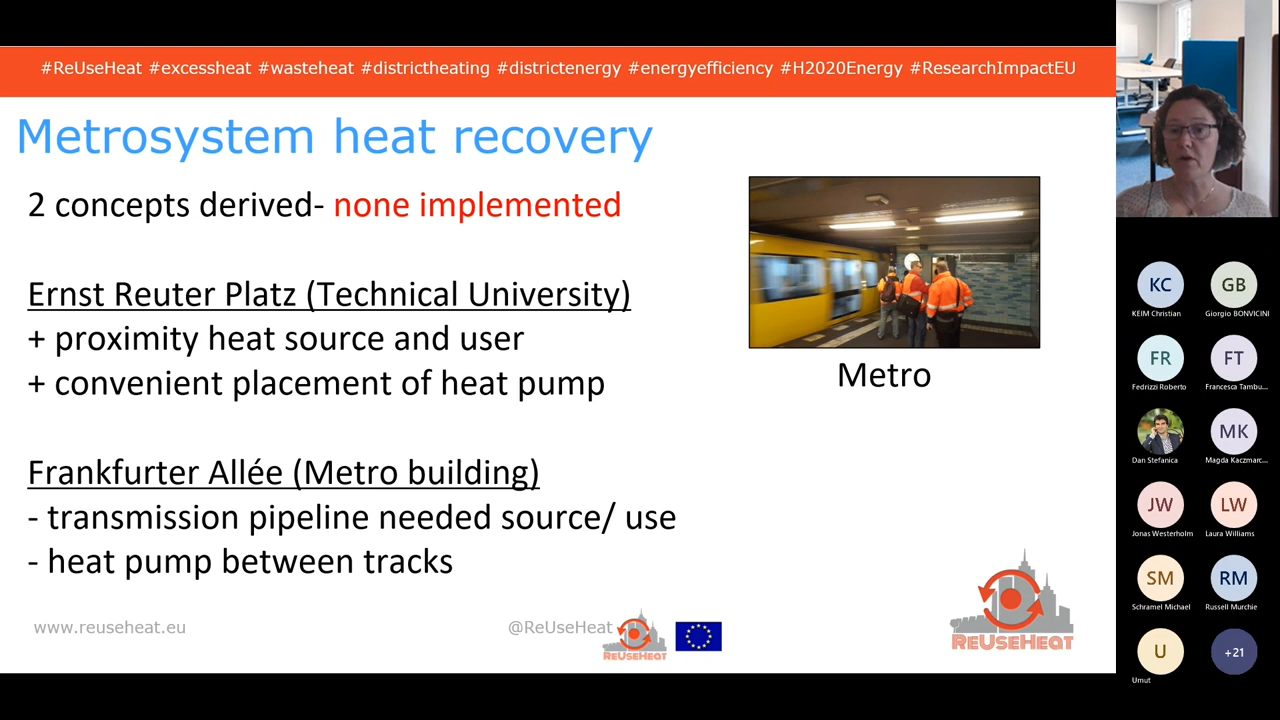 #ReUseHeat #excessheat #wasteheat #districtheating #districtenergy #energyefficiency #H2020Energy #ResearchImpactEU
Metrosystem heat recovery
2 concepts derived- none implemented
Ernst Reuter Platz (Technical University)
+ proximity heat source and user
+ convenient placement of heat pump
Frankfurter Allée (Metro building)
- transmission pipeline needed source/ use
- heat pump between tracks
Metro
www.reuseheat.eu
@ReUseHeat
REUSEHEAT
REUSEHEAT
KC
GB
KEIM Christian
Giorgio BONVICINI
FR
FT
Fedrizzi Roberto
Francesca Tambu...
MK
Dan Stefanica
Magda Kaczmarc...
JW
LW
Jonas Westerholm
Laura Williams
SM
RM
Schramel Michael
Russell Murchie
U
+21
Umut